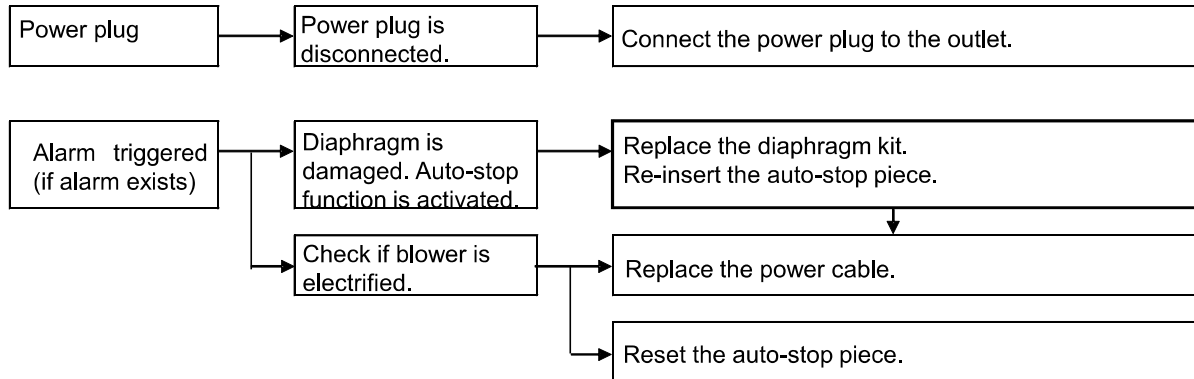 Power plug
Power plug is
disconnected.
Connect the power plug to the outlet.
Alarm triggered
(if alarm exists)
Diaphragm is
damaged. Auto-stop
function is activated.
Replace the diaphragm kit.
Re-insert the auto-stop piece.
Check if blower is
electrified.
Replace the power cable.
Reset the auto-stop piece.